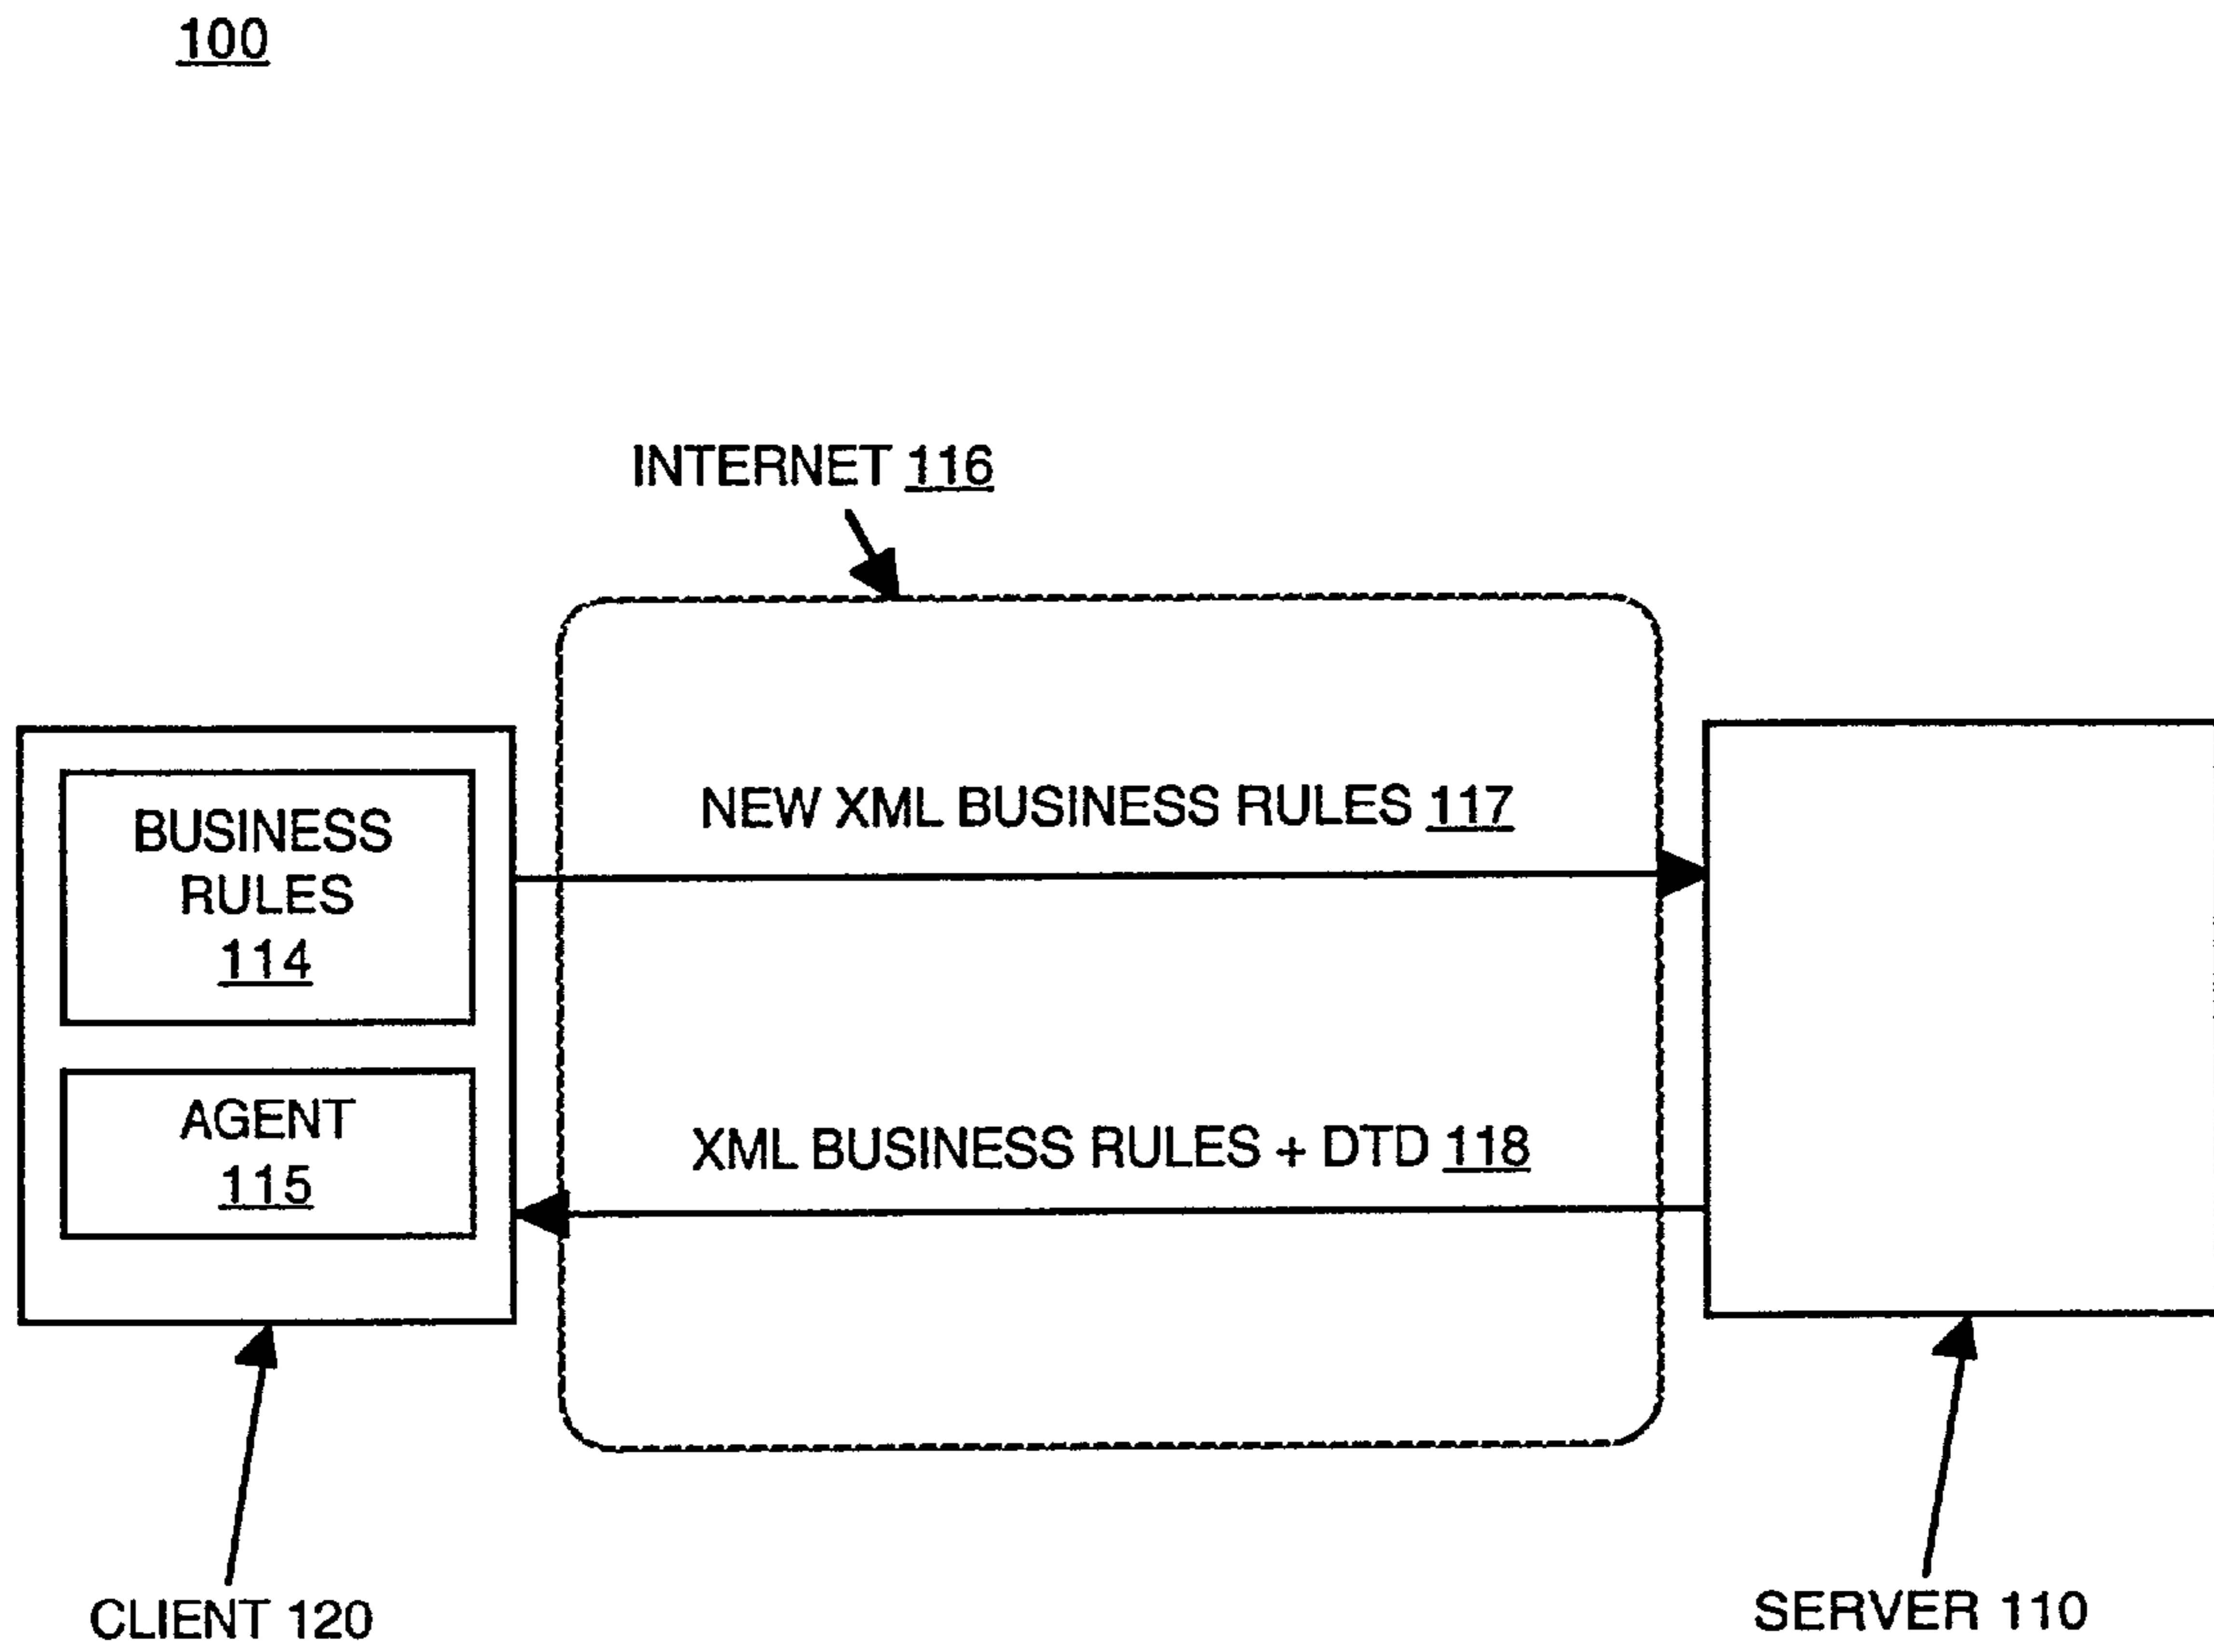 100
INTERNET 116
NEW XML BUSINESS RULES 117
BUSINESS
RULES
114
AGENT
115
XML BUSINESS RULES + DTD 118
CLIENT 120
SERVER 110